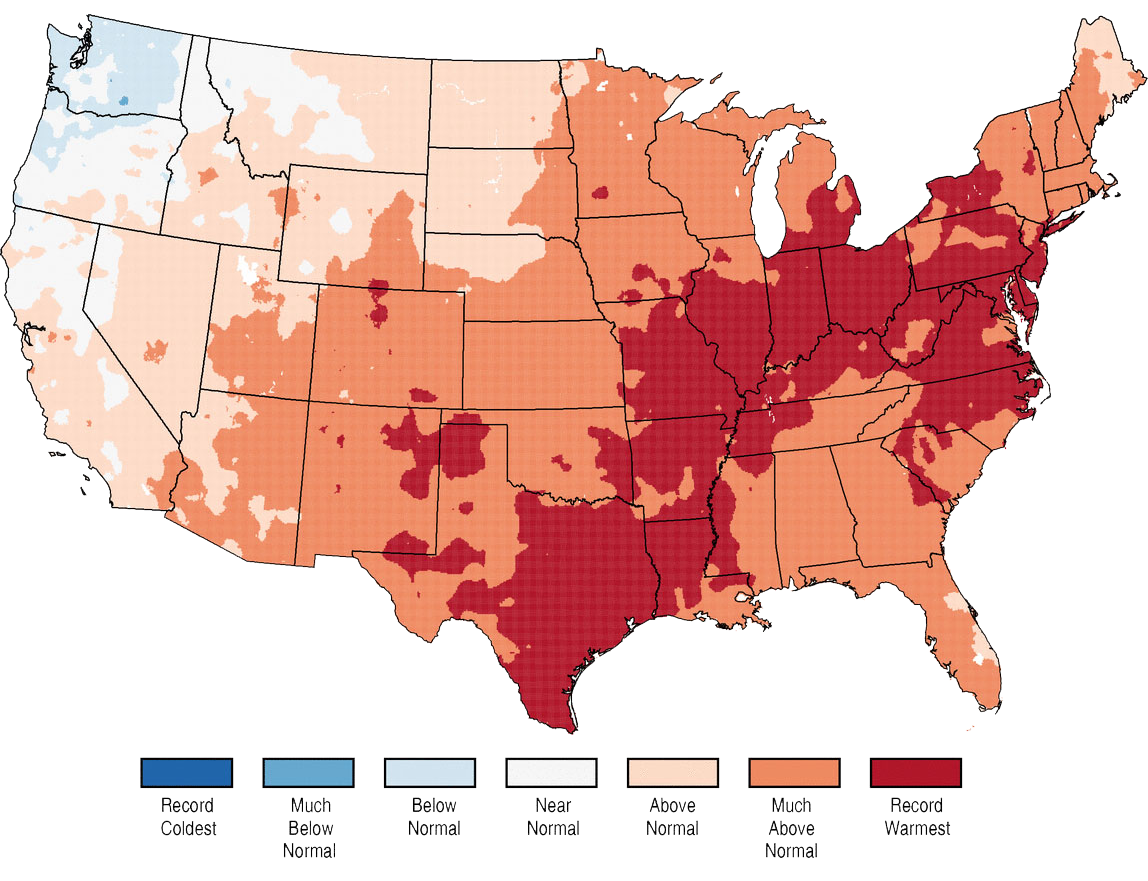 Record
Coldest
Much
Below
Normal
Below
Normal
Near
Normal
Above
Normal
Much
Above
Normal
Record
Warmest